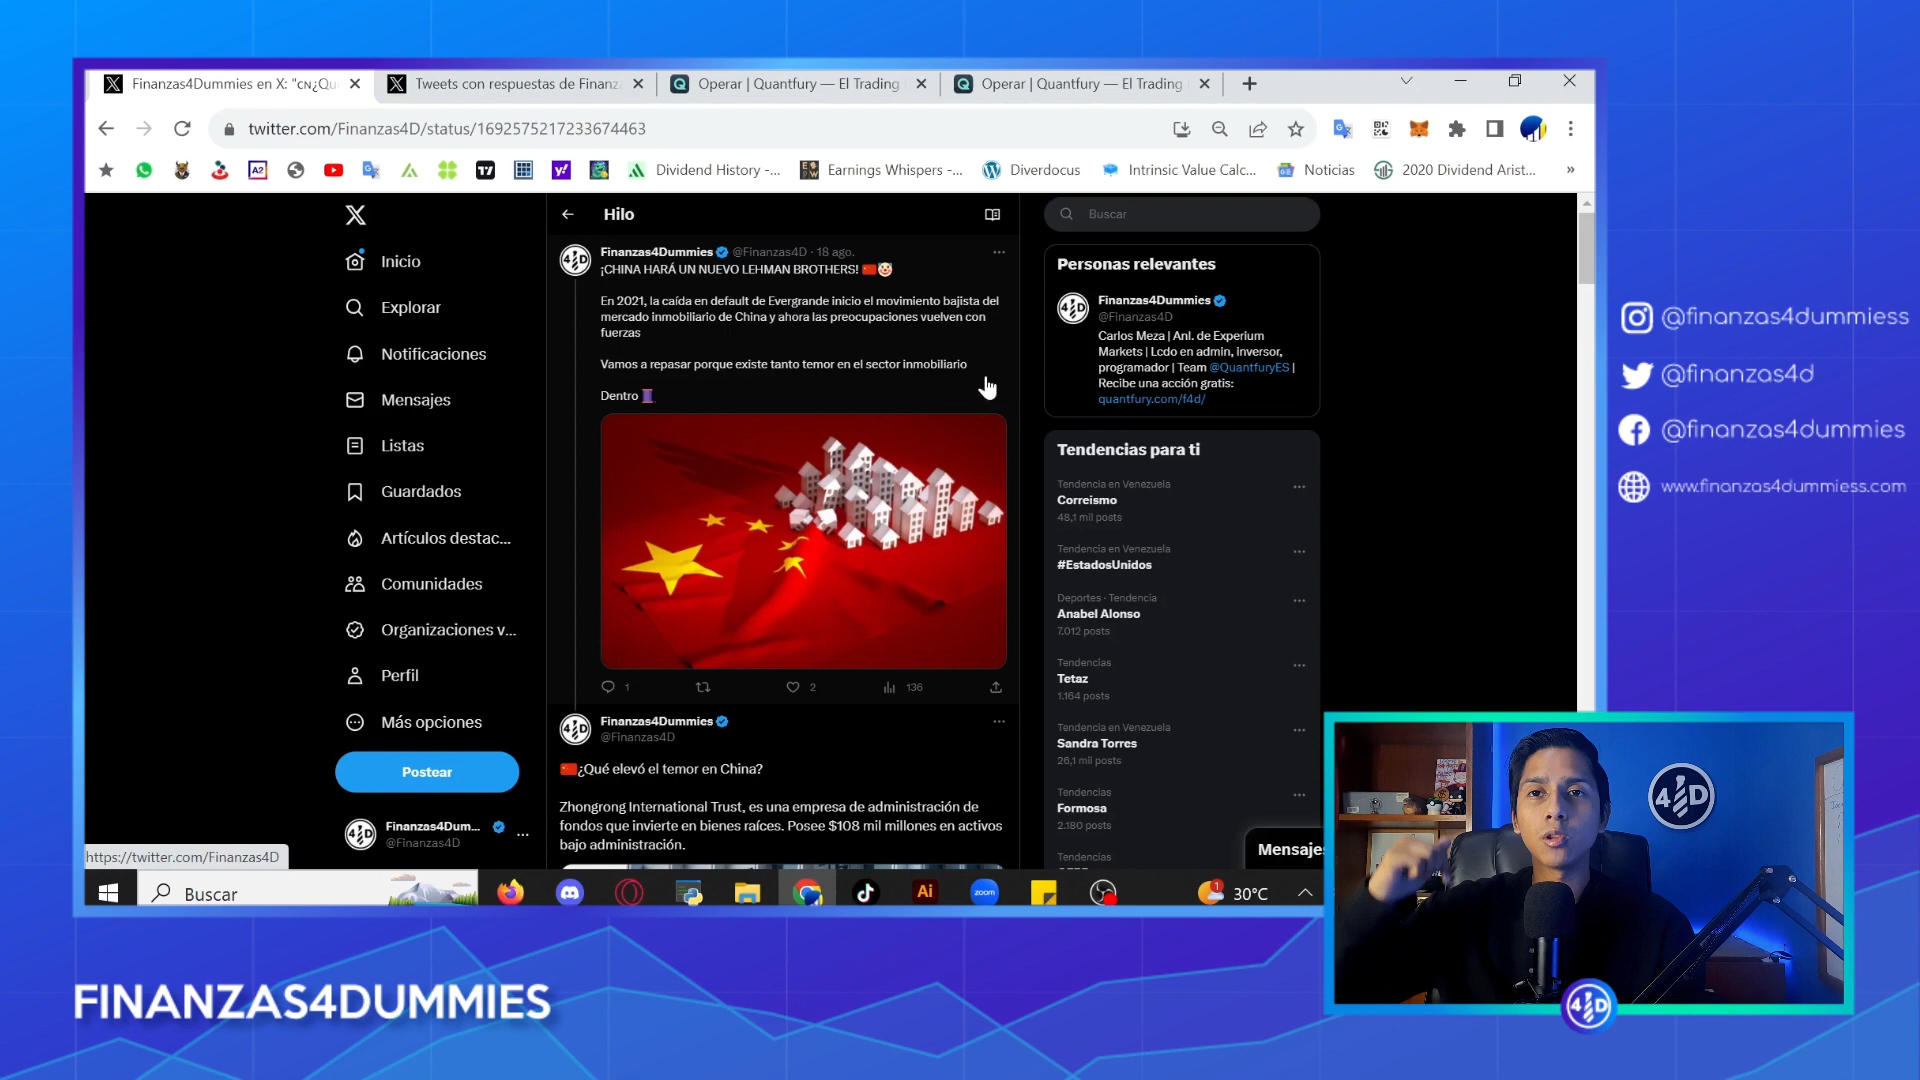 Finanzas4Dummies en X: "cɴ¿Qu
Tweets con respuestas de Finanz
Operar | Quantfury — El Trading
Operar | Quantfury — El Trading
twitter.com/Finanzas4D/status/1692575217233674463
Dividend History -...
Earnings Whispers -...
Diverdocus
Intrinsic Value Calc...
Noticias
2020 Dividend Arist...
»
Inicio
Explorar
Notificaciones
Mensajes
Listas
Guardados
Artículos destac...
Comunidades
Organizaciones v...
Perfil
Más opciones
Postear
Finanzas4Dum...
@Finanzas4D
https://twitter.com/Finanzas4D
Hilo
Finanzas4Dummies @Finanzas4D · 18 ago.
¡CHINA HARÁ UN NUEVO LEHMAN BROTHERS! 🇨🇳🤡
En 2021, la caída en default de Evergrande inicio el movimiento bajista del
mercado inmobiliario de China y ahora las preocupaciones vuelven con
fuerzas
Vamos a repasar porque existe tanto temor en el sector inmobiliario
Dentro 🧵
1
2
136
Finanzas4Dummies
@Finanzas4D
🇨🇳¿Qué elevó el temor en China?
Zhongrong International Trust, es una empresa de administración de
fondos que invierte en bienes raíces. Posee $108 mil millones en activos
bajo administración.
Buscar
Personas relevantes
Finanzas4Dummies
@Finanzas4D
Carlos Meza | Anl. de Experium
Markets | Lcdo en admin, inversor,
programador | Team @QuantfuryES |
Recibe una acción gratis:
quantfury.com/f4d/
Tendencias para ti
Tendencia en Venezuela
Correismo
48,1 mil posts
Tendencia en Venezuela
#EstadosUnidos
Deportes · Tendencia
Anabel Alonso
7.012 posts
Tendencias
Tetaz
1.164 posts
Tendencia en Venezuela
Sandra Torres
26,1 mil posts
Tendencias
Formosa
2.180 posts
Tendencias
Mensaje
Buscar
Ai
zoom
1
30°C
@finanzas4dummiess
@finanzas4d
@finanzas4dummies
www.finanzas4dummiess.com
4D
4D
FINANZAS4DUMMIES